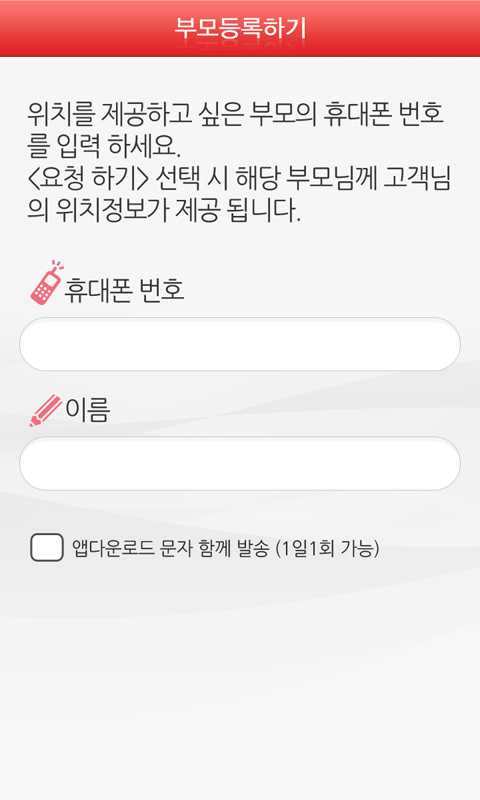 부모등록하기
위치를 제공하고 싶은 부모의 휴대폰 번호
를 입력 하세요.
<요청 하기> 선택 시 해당 부모님께 고객님
의 위치정보가 제공 됩니다.
휴대폰 번호
이름
앱다운로드 문자 함께 발송 (1일1회 가능)